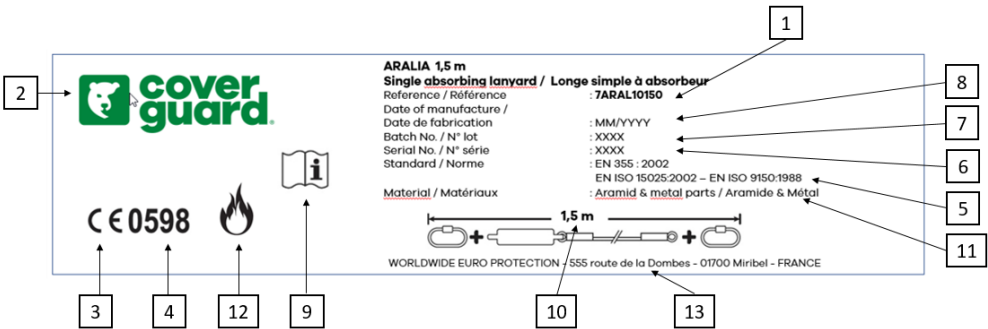 1
2
cover
guard.
ARALIA 1,5 m
Single absorbing lanyard / Longe simple à absorbeur
Reference / Référence : 7ARAL10150
Date of manufacture /
Date de fabrication : MM/YYYY
Batch No. / N° lot : XXXX
Serial No. / N° série : XXXX
Standard / Norme : EN 355 : 2002
EN ISO 15025:2002 – EN ISO 9150:1988
Material / Matériaux : Aramid & metal parts / Aramide & Métal
8
7
6
5
11
i
CE 0598
1,5 m
WORLDWIDE EURO PROTECTION - 555 route de la Dombes - 01700 Miribel - FRANCE
3
4
12
9
10
13